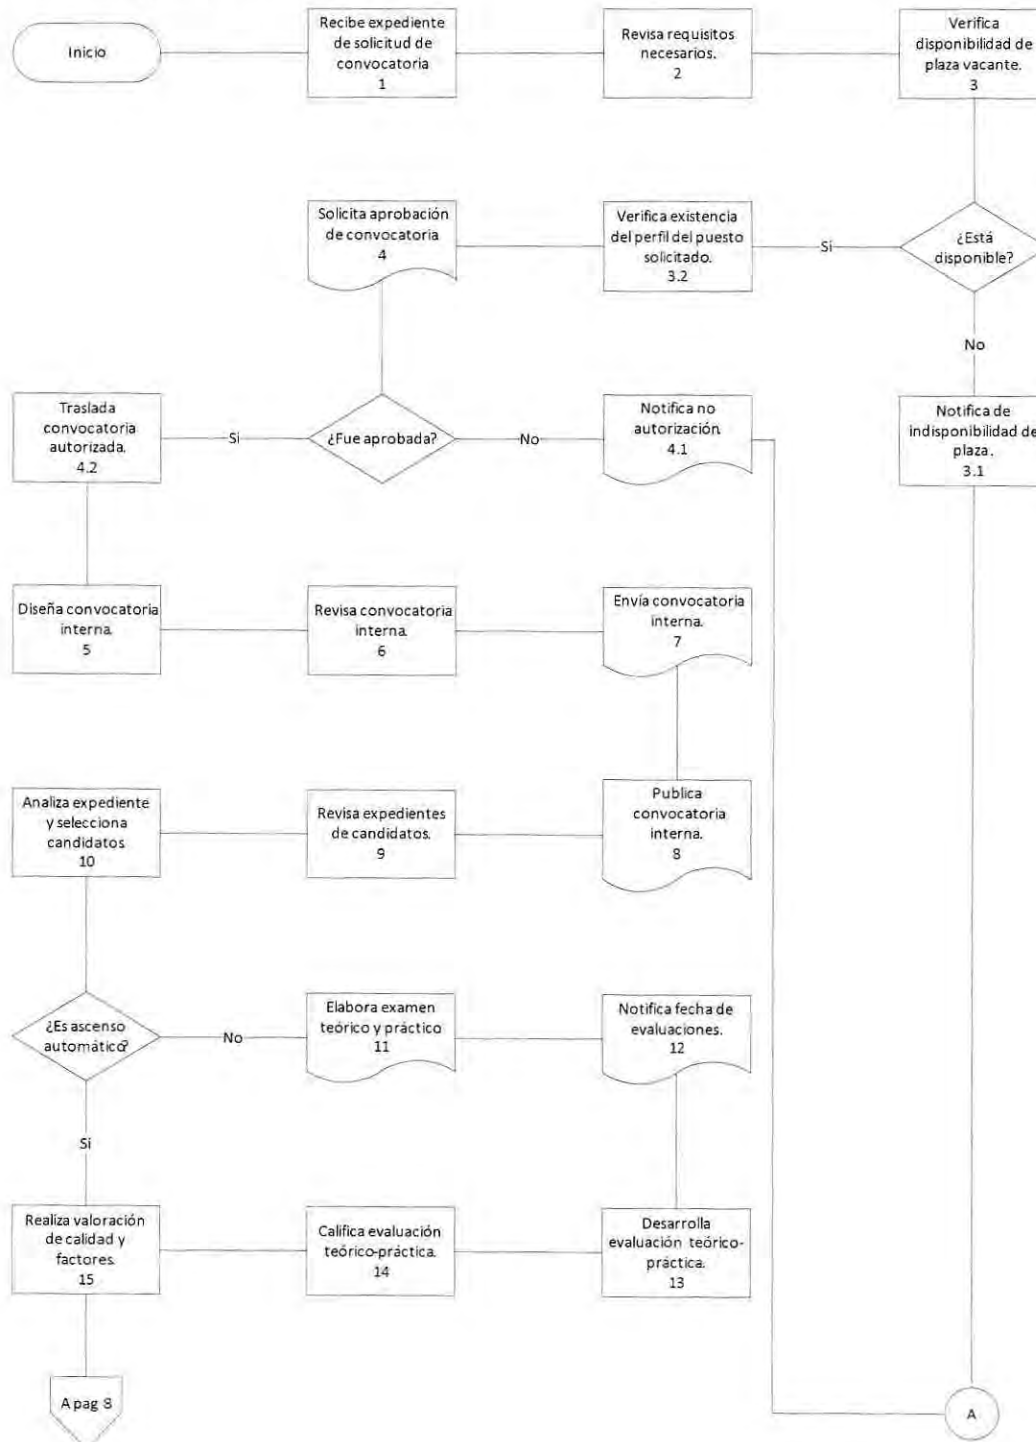 Inicio
Recibe expediente
de solicitud de
convocatoria
1
Revisa requisitos
necesarios.
2
Verifica
disponibilidad de
plaza vacante.
3
¿Está
disponible?
Si
No
Verifica existencia
del perfil del puesto
solicitado.
3.2
Solicita aprobación
de convocatoria
4
Notifica de
indisponibilidad de
plaza.
3.1
¿Fue aprobada?
Si
No
Notifica no
autorización.
4.1
Traslada
convocatoria
autorizada.
4.2
Diseña convocatoria
interna.
5
Revisa convocatoria
interna.
6
Envía convocatoria
interna.
7
Publica
convocatoria
interna.
8
Revisa expedientes
de candidatos.
9
Analiza expediente
y selecciona
candidatos
10
¿Es ascenso
automático?
No
Si
Elabora examen
teórico y práctico
11
Notifica fecha de
evaluaciones.
12
Desarrolla
evaluación teórico-
práctica.
13
Califica evaluación
teórico-práctica.
14
Realiza valoración
de calidad y
factores.
15
A pag 8
A